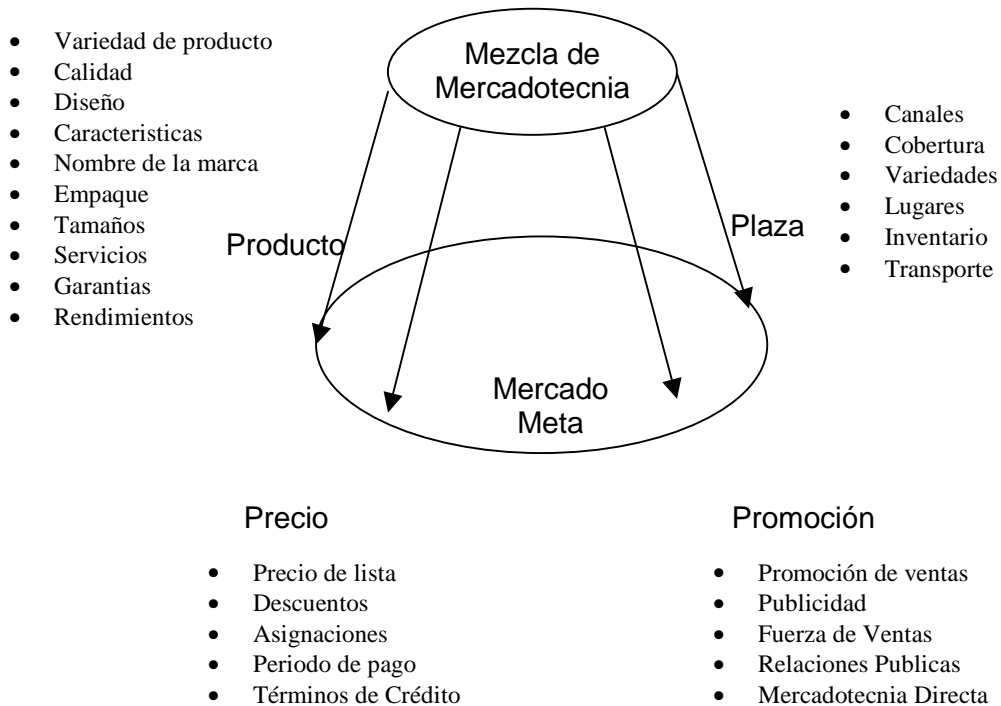 Mezcla de
Mercadotecnia
• Variedad de producto
• Calidad
• Diseño
• Caracteristicas
• Nombre de la marca
• Empaque
• Tamaños
• Servicios
• Garantias
• Rendimientos
Producto
Plaza
• Canales
• Cobertura
• Variedades
• Lugares
• Inventario
• Transporte
Mercado
Meta
Precio
• Precio de lista
• Descuentos
• Asignaciones
• Periodo de pago
• Términos de Crédito
Promoción
• Promoción de ventas
• Publicidad
• Fuerza de Ventas
• Relaciones Publicas
• Mercadotecnia Directa